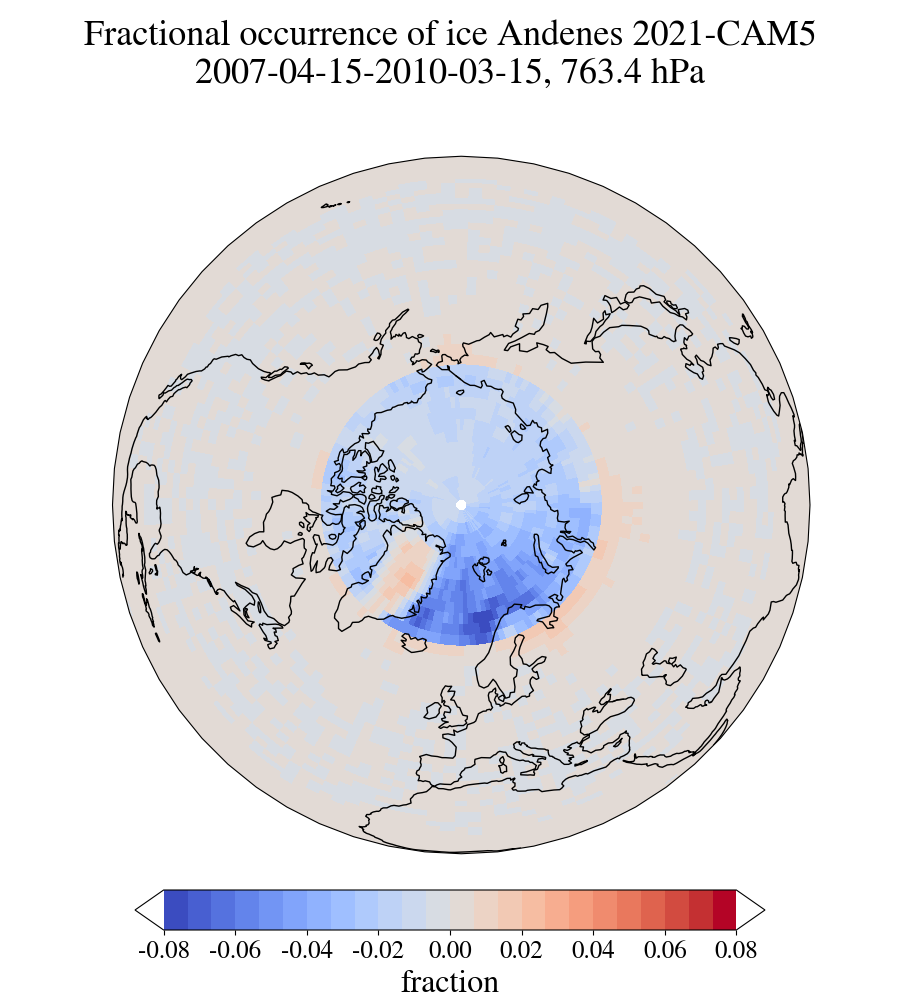 Fractional occurrence of ice Andenes 2021-CAM5
2007-04-15-2010-03-15, 763.4 hPa
-0.08 -0.06 -0.04 -0.02 0.00 0.02 0.04 0.06 0.08
fraction